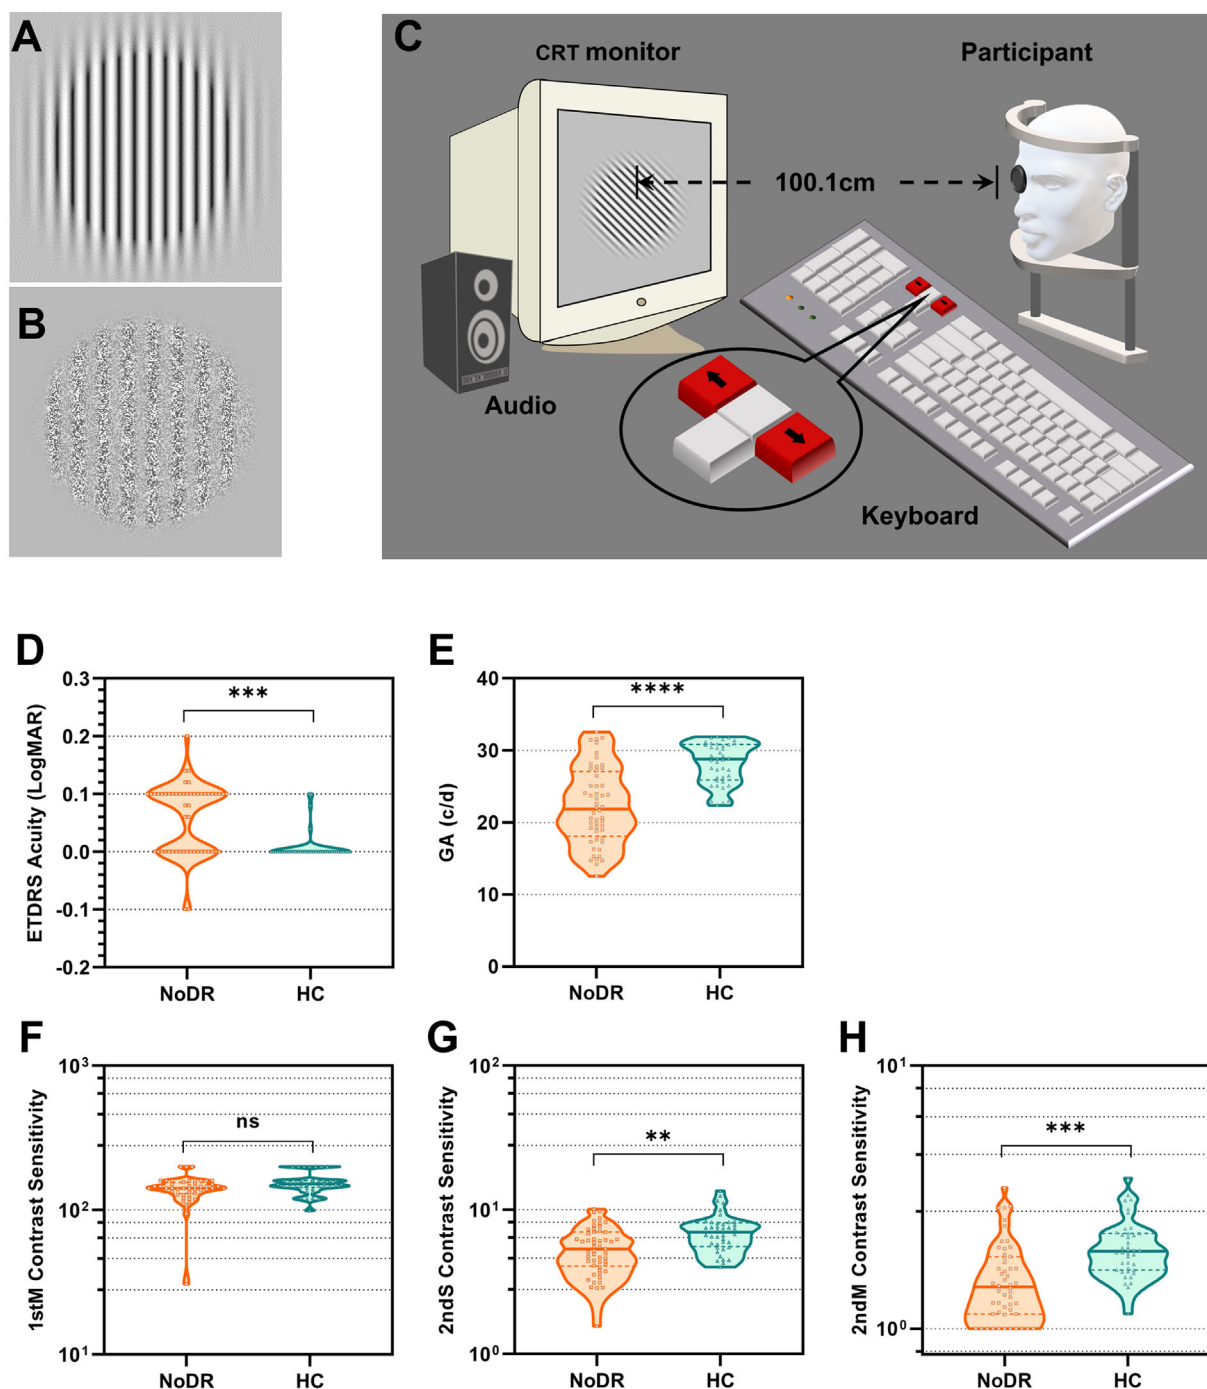 A
B
C
CRT monitor
Participant
100.1cm
Audio
Keyboard
D
ETDRS Acuity (LogMAR)
0.3
0.2
0.1
0.0
-0.1
-0.2
***
NoDR
HC
E
GA (c/d)
40
30
20
10
0
****
NoDR
HC
F
1stM Contrast Sensitivity
10³
10²
10¹
ns
NoDR
HC
G
2ndS Contrast Sensitivity
10²
10¹
10⁰
**
NoDR
HC
H
2ndM Contrast Sensitivity
10¹
10⁰
***
NoDR
HC